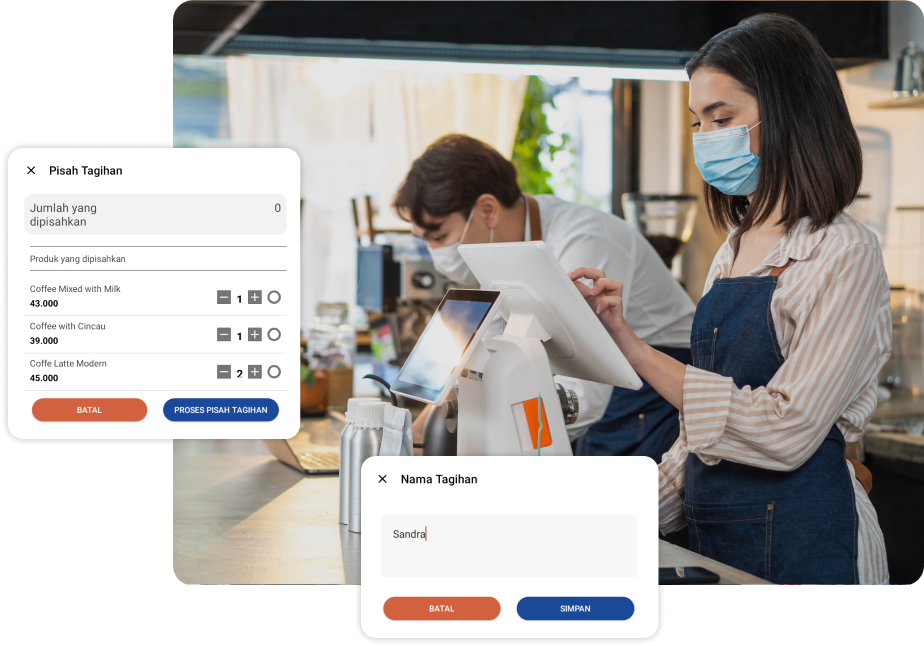 Pisah Tagihan
Jumlah yang
dipisahkan
0
Produk yang dipisahkan
Coffee Mixed with Milk
43.000
1
Coffee with Cincau
39.000
1
Coffe Latte Modern
45.000
2
BATAL
PROSES PISAH TAGIHAN
Nama Tagihan
Sandra
BATAL
SIMPAN